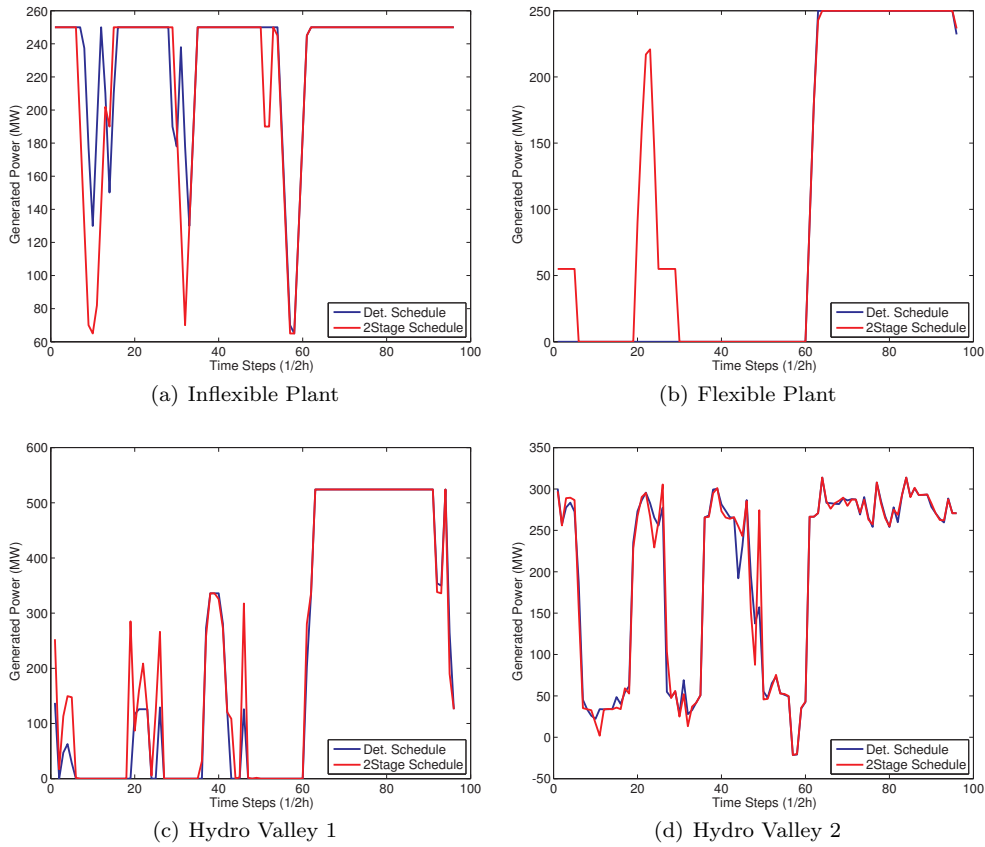 260
240
220
200
180
160
140
120
100
80
60
Generated Power (MW)
0 20 40 60 80 100
Time Steps (1/2h)
Det. Schedule
2Stage Schedule
(a) Inflexible Plant
250
200
150
100
50
0
Generated Power (MW)
0 20 40 60 80 100
Time Steps (1/2h)
Det. Schedule
2Stage Schedule
(b) Flexible Plant
600
500
400
300
200
100
0
Generated Power (MW)
0 20 40 60 80 100
Time Steps (1/2h)
Det. Schedule
2Stage Schedule
(c) Hydro Valley 1
350
300
250
200
150
100
50
0
-50
Generated Power (MW)
0 20 40 60 80 100
Time Steps (1/2h)
Det. Schedule
2Stage Schedule
(d) Hydro Valley 2